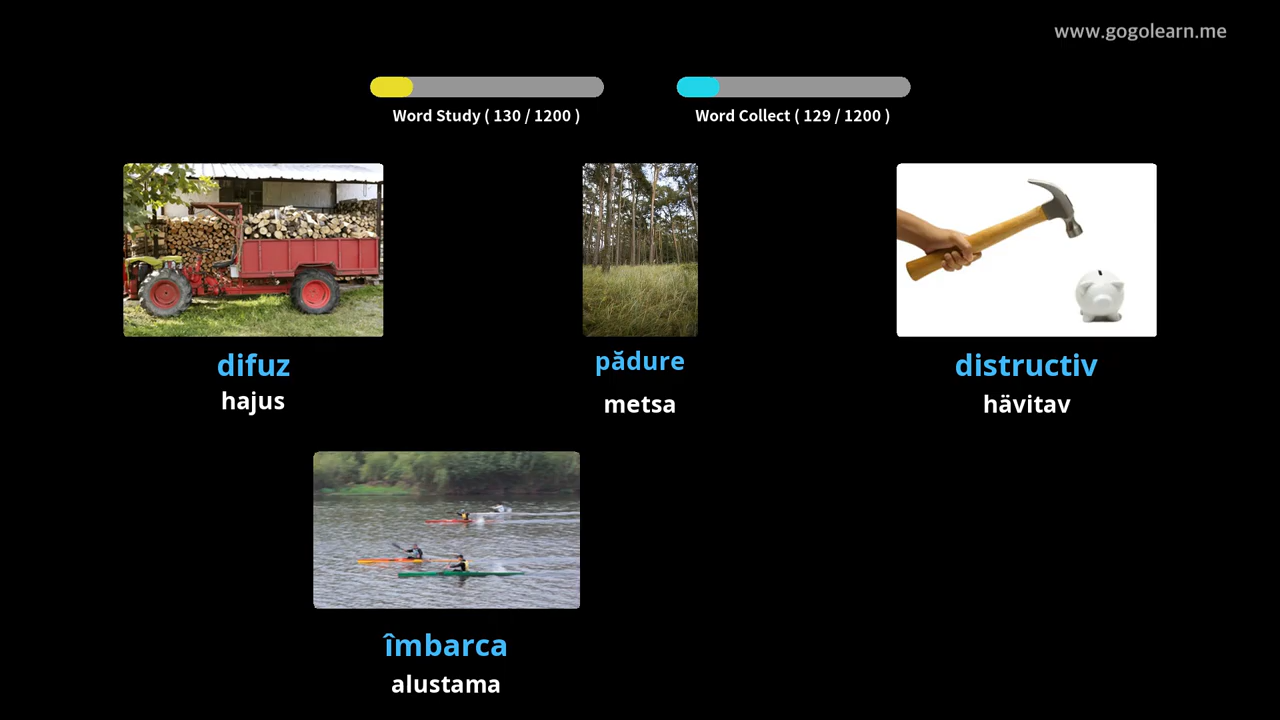 www.gogolearn.me
Word Study ( 130 / 1200 )
Word Collect ( 129 / 1200 )
difuz
hajus
pădure
metsa
distructiv
hävitav
îmbarca
alustama